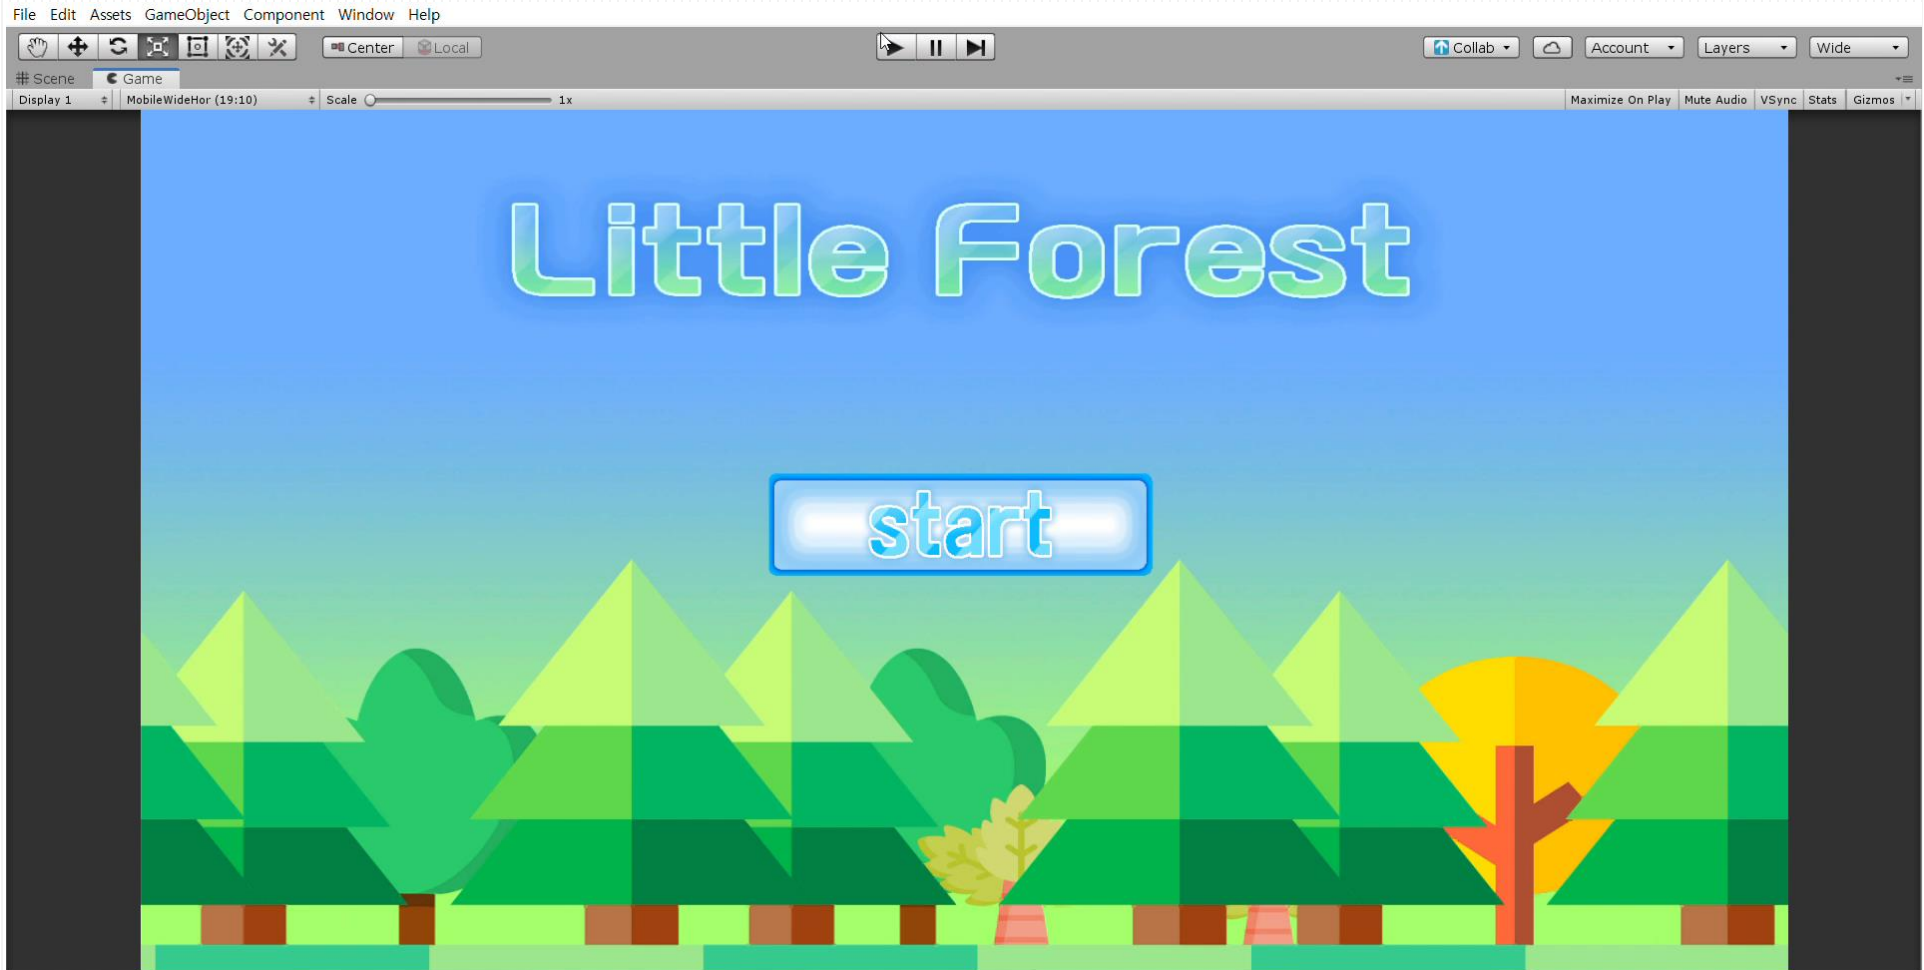 File Edit Assets GameObject Component Window Help
Center Local Collab Account Layers Wide
Scene Game
Display 1 MobileWideHor (19:10) Scale 1x Maximize On Play Mute Audio VSync Stats Gizmos
Little Forest
start